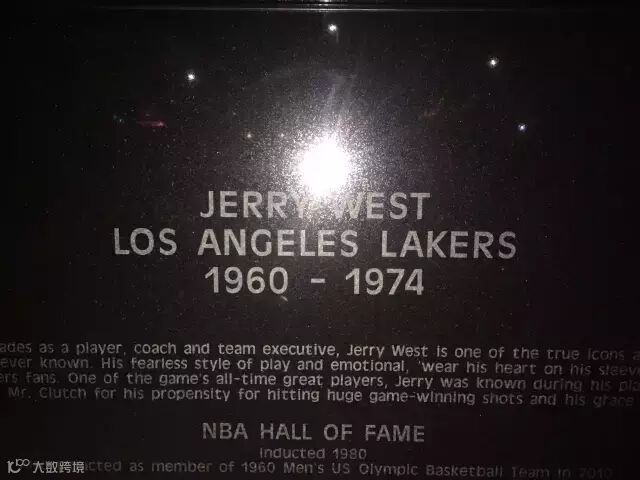 JERRY WEST
LOS ANGELES LAKERS
1960 - 1974
ades as a player, coach and team executive, Jerry West is one of the true icons a
ever known. His fearless style of play and emotional, 'wear his heart on his sleev
ers fans. One of the game's all-time great players, Jerry was known during his pla
Mr. Clutch for his propensity for hitting huge game-winning shots and his grace
NBA HALL OF FAME
Inducted 1980
cted as member of 1960 Men's US Olympic Basketball Team in 2010
大数跨境